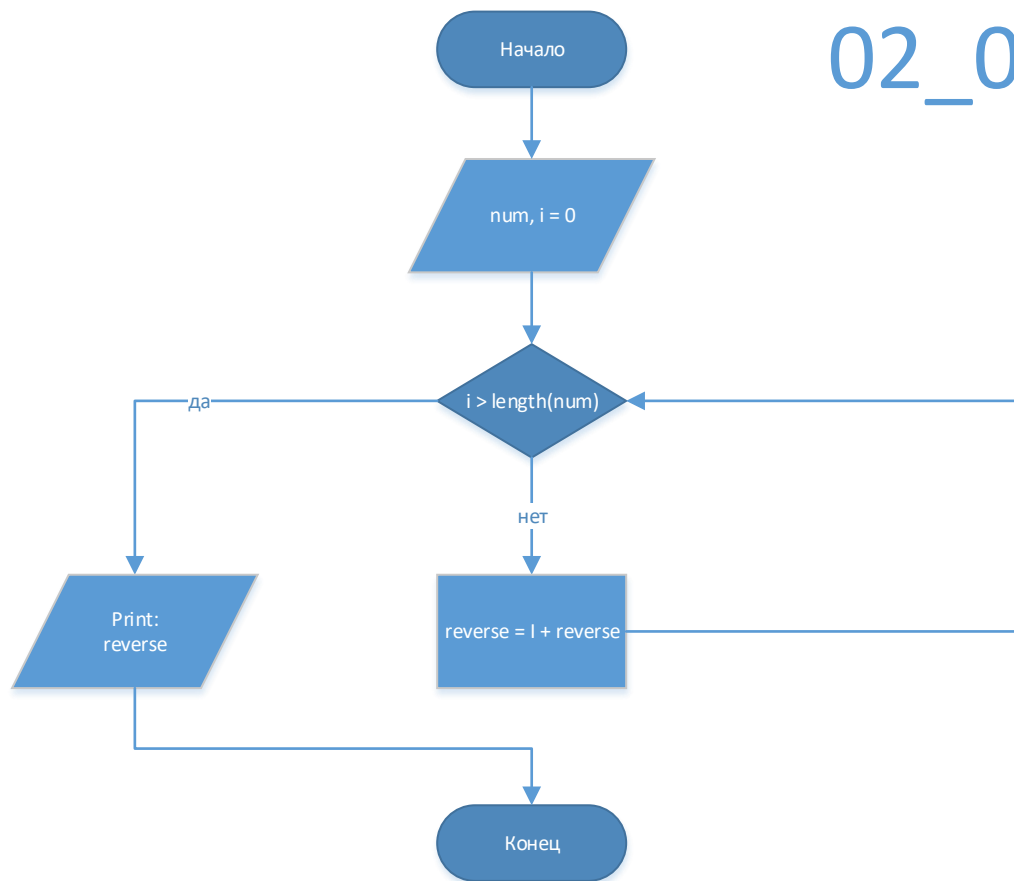 Начало
02_0
num, i = 0
i > length(num)
да
нет
Print:
reverse
reverse = I + reverse
Конец